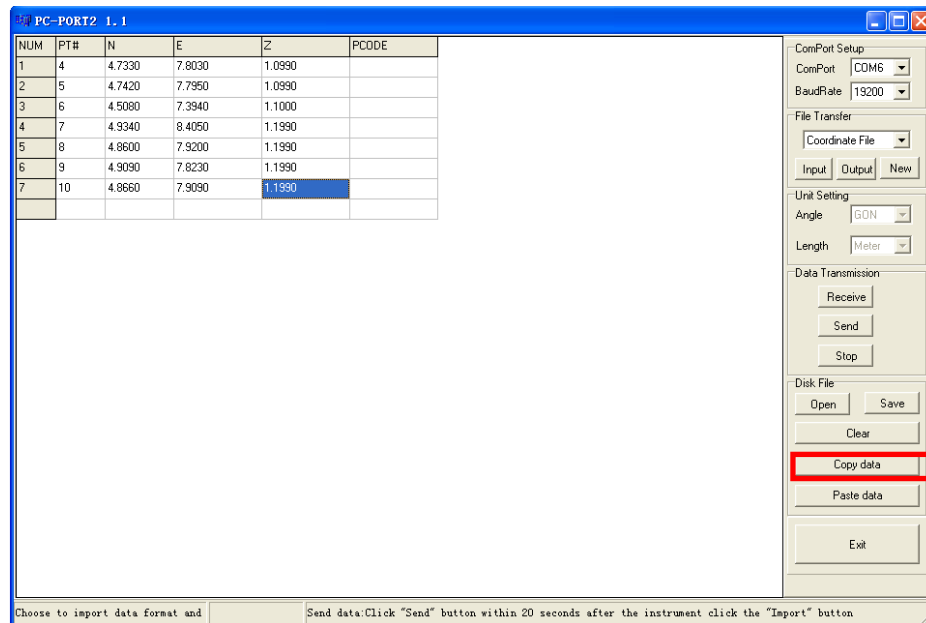 PC-PORT2 1.1
NUM PT# N E Z PCODE
1 4 4.7330 7.8030 1.0990
2 5 4.7420 7.7950 1.0990
3 6 4.5080 7.3940 1.1000
4 7 4.9340 8.4050 1.1990
5 8 4.8600 7.9200 1.1990
6 9 4.9090 7.8230 1.1990
7 10 4.8660 7.9090 1.1990
ComPort Setup
ComPort COM6
BaudRate 19200
File Transfer
Coordinate File
Input Output New
Unit Setting
Angle GON
Length Meter
Data Transmission
Receive
Send
Stop
Disk File
Open Save
Clear
Copy data
Paste data
Exit
Choose to import data format and Send data:Click "Send" button within 20 seconds after the instrument click the "Import" button